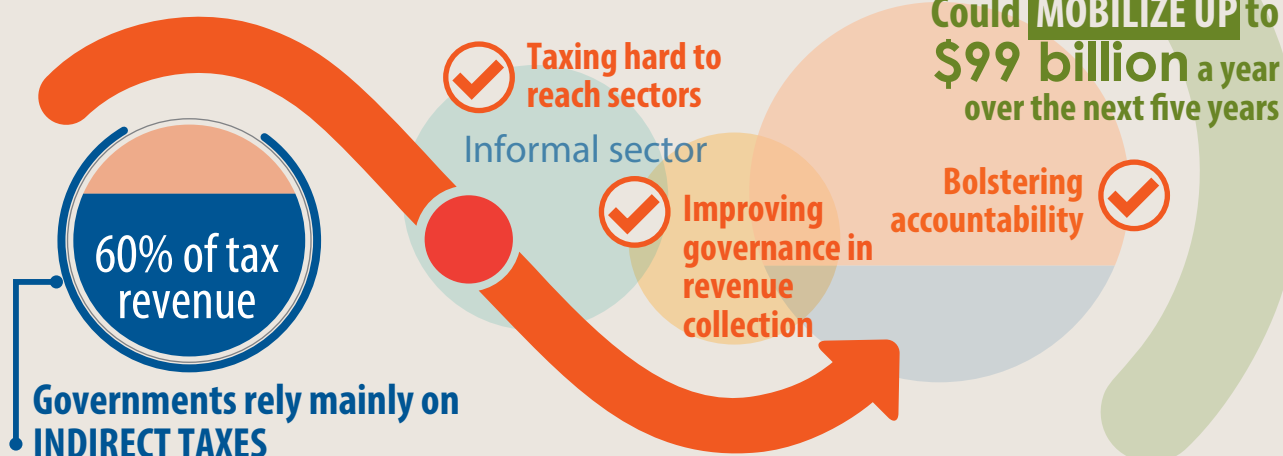 Could MOBILIZE UP to
$99 billion a year
over the next five years
Taxing hard to
reach sectors
Informal sector
Improving
governance in
revenue
collection
Bolstering
accountability
60% of tax
revenue
Governments rely mainly on
INDIRECT TAXES